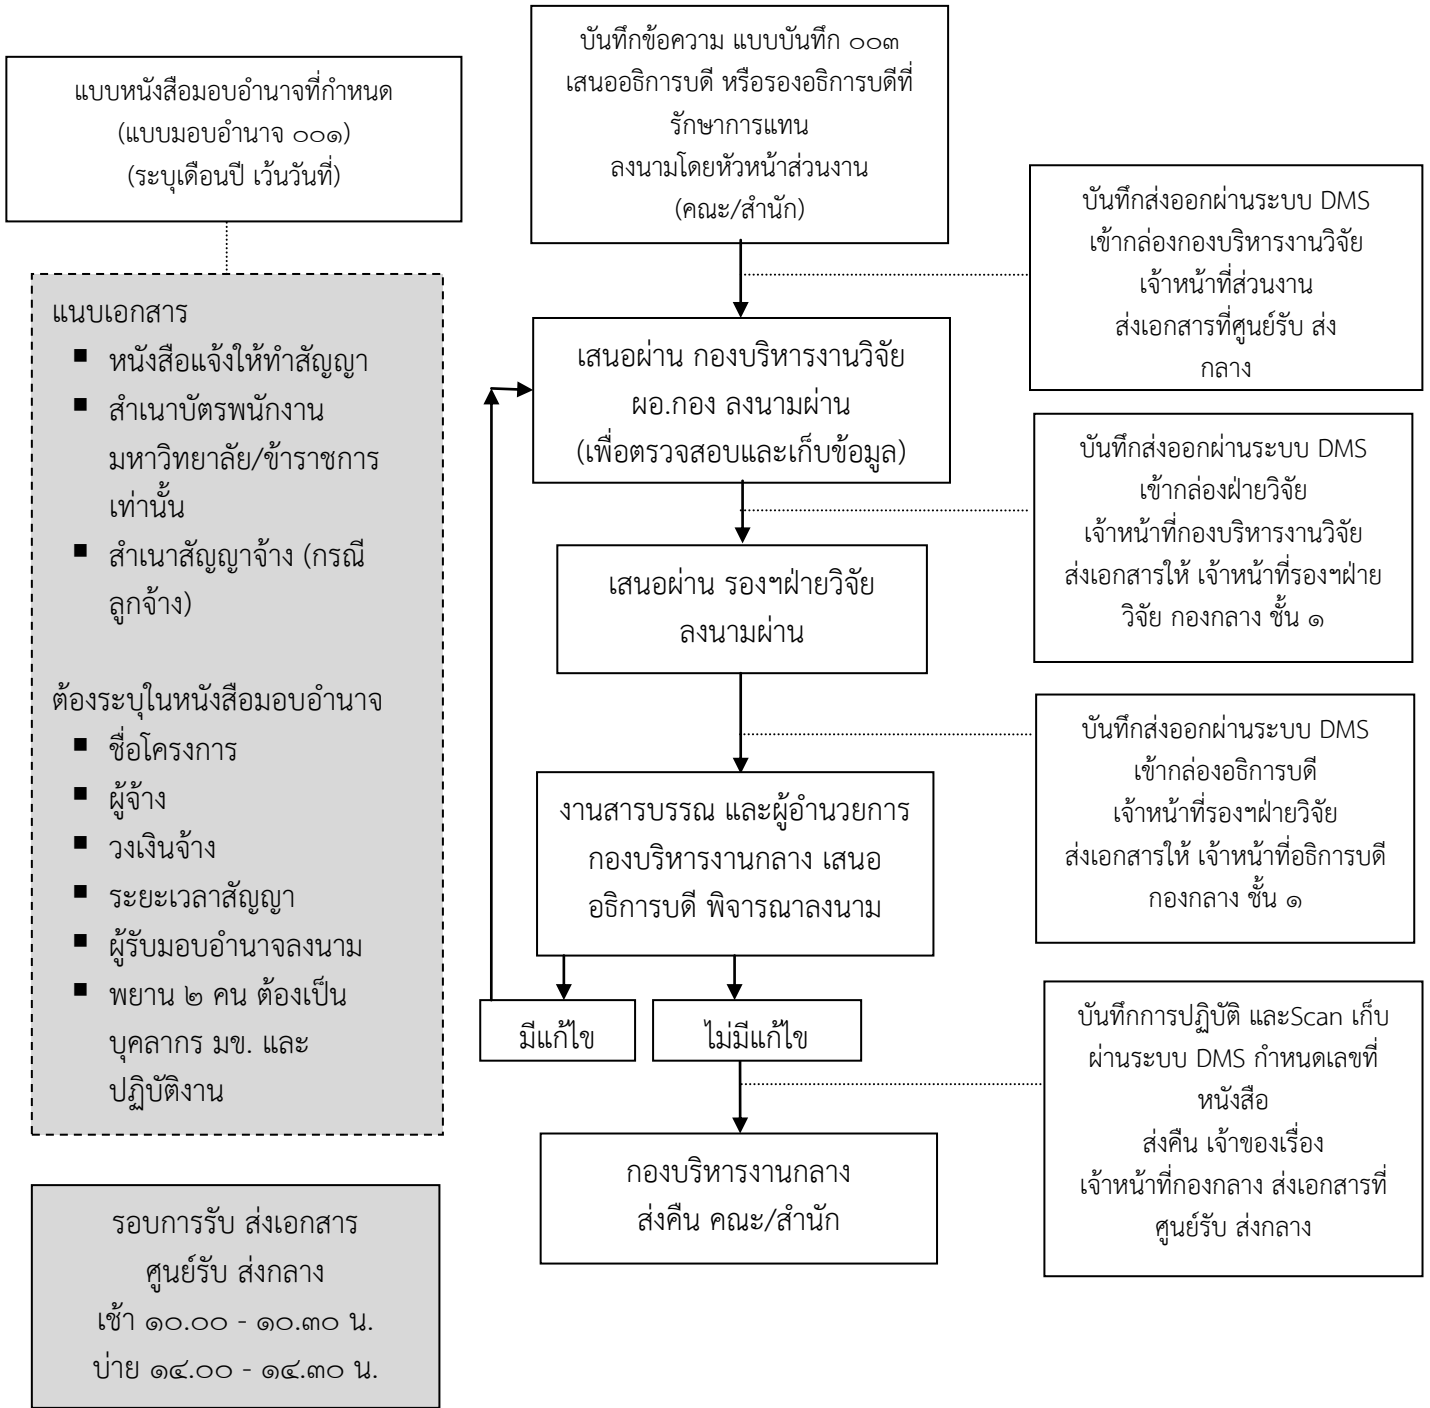 แบบหนังสือมอบอำนาจที่กำหนด
(แบบมอบอำนาจ ๐๐๑)
(ระบุเดือนปี เว้นวันที่)
แนบเอกสาร
▪ หนังสือแจ้งให้ทำสัญญา
▪ สำเนาบัตรพนักงาน
มหาวิทยาลัย/ข้าราชการ
เท่านั้น
▪ สำเนาสัญญาจ้าง (กรณี
ลูกจ้าง)
ต้องระบุในหนังสือมอบอำนาจ
▪ ชื่อโครงการ
▪ ผู้จ้าง
▪ วงเงินจ้าง
▪ ระยะเวลาสัญญา
▪ ผู้รับมอบอำนาจลงนาม
▪ พยาน ๒ คน ต้องเป็น
บุคลากร มข. และ
ปฏิบัติงาน
รอบการรับ ส่งเอกสาร
ศูนย์รับ ส่งกลาง
เช้า ๑๐.๐๐ - ๑๐.๓๐ น.
บ่าย ๑๔.๐๐ - ๑๔.๓๐ น.
บันทึกข้อความ แบบบันทึก ๐๐๓
เสนออธิการบดี หรือรองอธิการบดีที่
รักษาการแทน
ลงนามโดยหัวหน้าส่วนงาน
(คณะ/สำนัก)
เสนอผ่าน กองบริหารงานวิจัย
ผอ.กอง ลงนามผ่าน
(เพื่อตรวจสอบและเก็บข้อมูล)
เสนอผ่าน รองฯฝ่ายวิจัย
ลงนามผ่าน
งานสารบรรณ และผู้อำนวยการ
กองบริหารงานกลาง เสนอ
อธิการบดี พิจารณาลงนาม
มีแก้ไข
ไม่มีแก้ไข
กองบริหารงานกลาง
ส่งคืน คณะ/สำนัก
บันทึกส่งออกผ่านระบบ DMS
เข้ากล่องกองบริหารงานวิจัย
เจ้าหน้าที่ส่วนงาน
ส่งเอกสารที่ศูนย์รับ ส่ง
กลาง
บันทึกส่งออกผ่านระบบ DMS
เข้ากล่องฝ่ายวิจัย
เจ้าหน้าที่กองบริหารงานวิจัย
ส่งเอกสารให้ เจ้าหน้าที่รองฯฝ่าย
วิจัย กองกลาง ชั้น ๑
บันทึกส่งออกผ่านระบบ DMS
เข้ากล่องอธิการบดี
เจ้าหน้าที่รองฯฝ่ายวิจัย
ส่งเอกสารให้ เจ้าหน้าที่อธิการบดี
กองกลาง ชั้น ๑
บันทึกการปฏิบัติ และScan เก็บ
ผ่านระบบ DMS กำหนดเลขที่
หนังสือ
ส่งคืน เจ้าของเรื่อง
เจ้าหน้าที่กองกลาง ส่งเอกสารที่
ศูนย์รับ ส่งกลาง